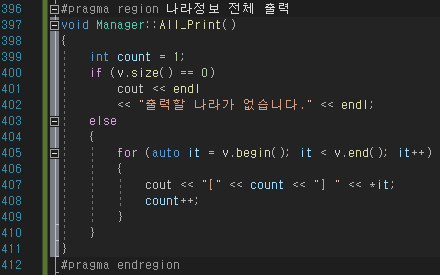 396 #pragma region 나라정보 전체 출력
397 void Manager::All_Print()
398 {
399 int count = 1;
400 if (v.size() == 0)
401 cout << endl
402 << "출력할 나라가 없습니다." << endl;
403 else
404 {
405 for (auto it = v.begin(); it < v.end(); it++)
406 {
407 cout << "[" << count << "] " << *it;
408 count++;
409 }
410 }
411 }
412 #pragma endregion